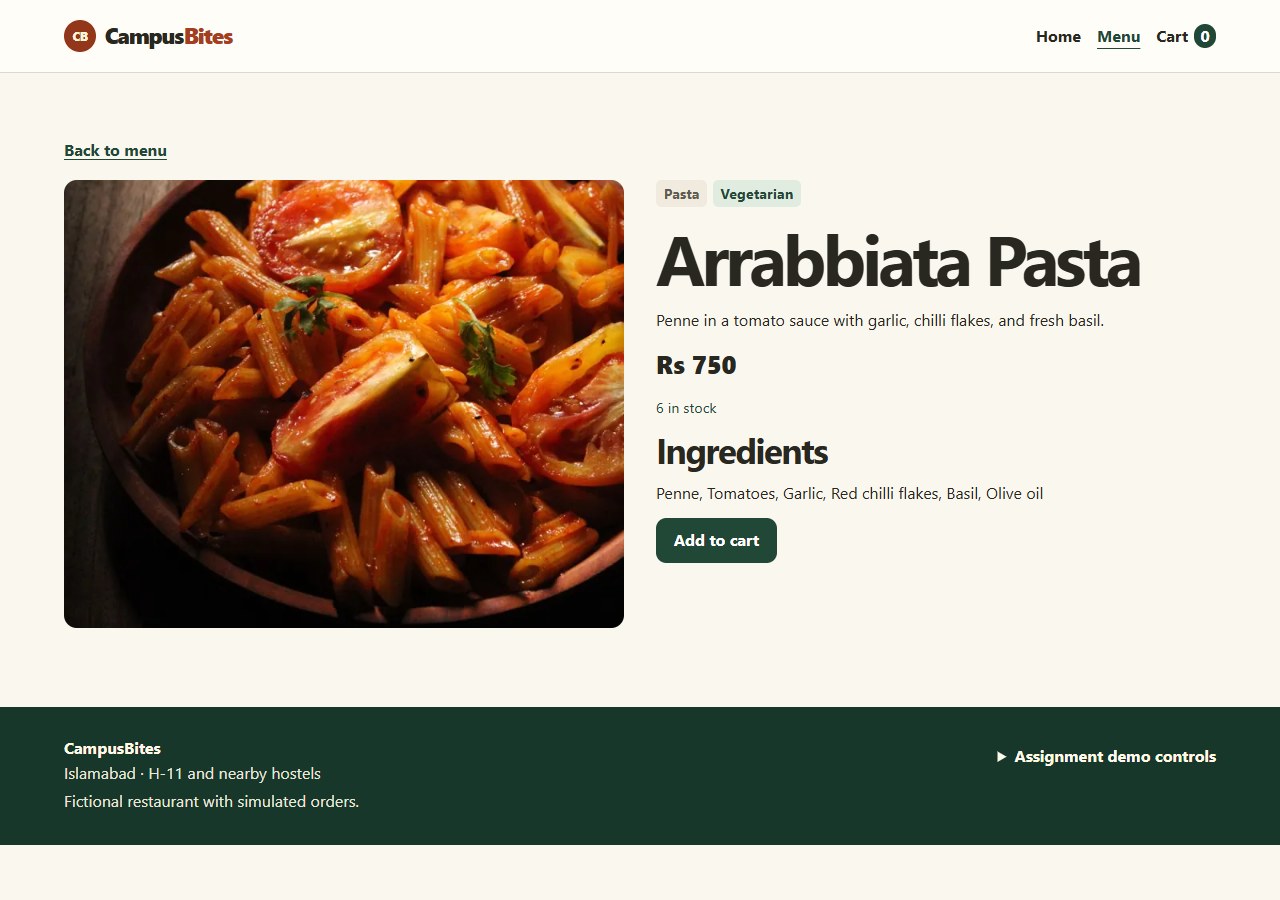 CB CampusBites
Home Menu Cart 0
Back to menu
Pasta Vegetarian
Arrabbiata Pasta
Penne in a tomato sauce with garlic, chilli flakes, and fresh basil.
Rs 750
6 in stock
Ingredients
Penne, Tomatoes, Garlic, Red chilli flakes, Basil, Olive oil
Add to cart
CampusBites
Islamabad · H-11 and nearby hostels
Fictional restaurant with simulated orders.
Assignment demo controls